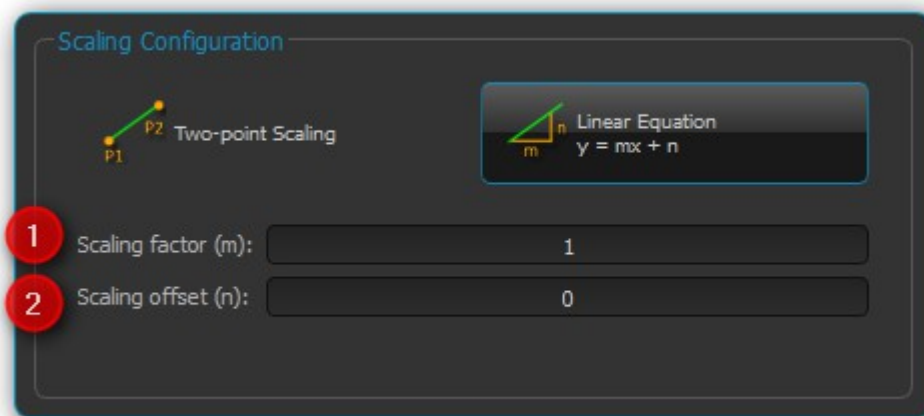 Scaling Configuration
P1
P2
Two-point Scaling
m
n
Linear Equation
y = mx + n
1
Scaling factor (m):
1
2
Scaling offset (n):
0